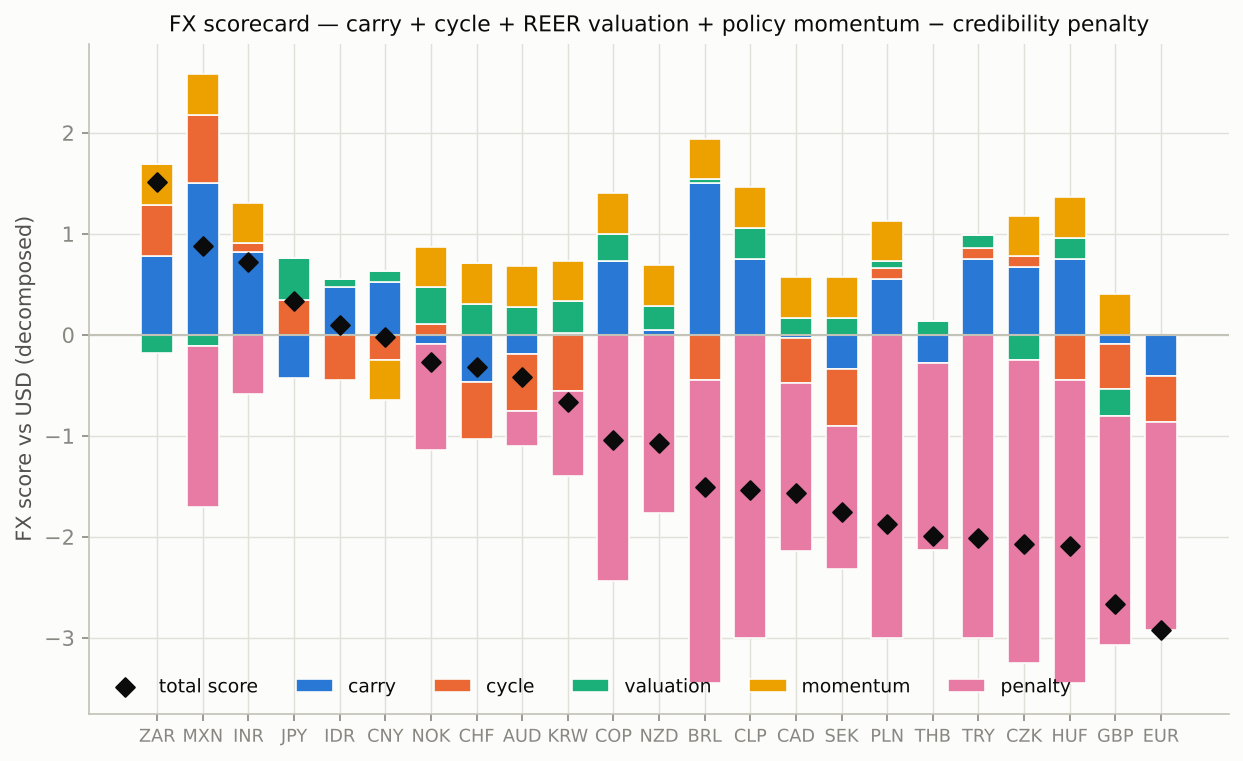 FX scorecard — carry + cycle + REER valuation + policy momentum − credibility penalty
FX score vs USD (decomposed)
2
1
0
−1
−2
−3
total score carry cycle valuation momentum penalty
ZAR MXN INR JPY IDR CNY NOK CHF AUD KRW COP NZD BRL CLP CAD SEK PLN THB TRY CZK HUF GBP EUR